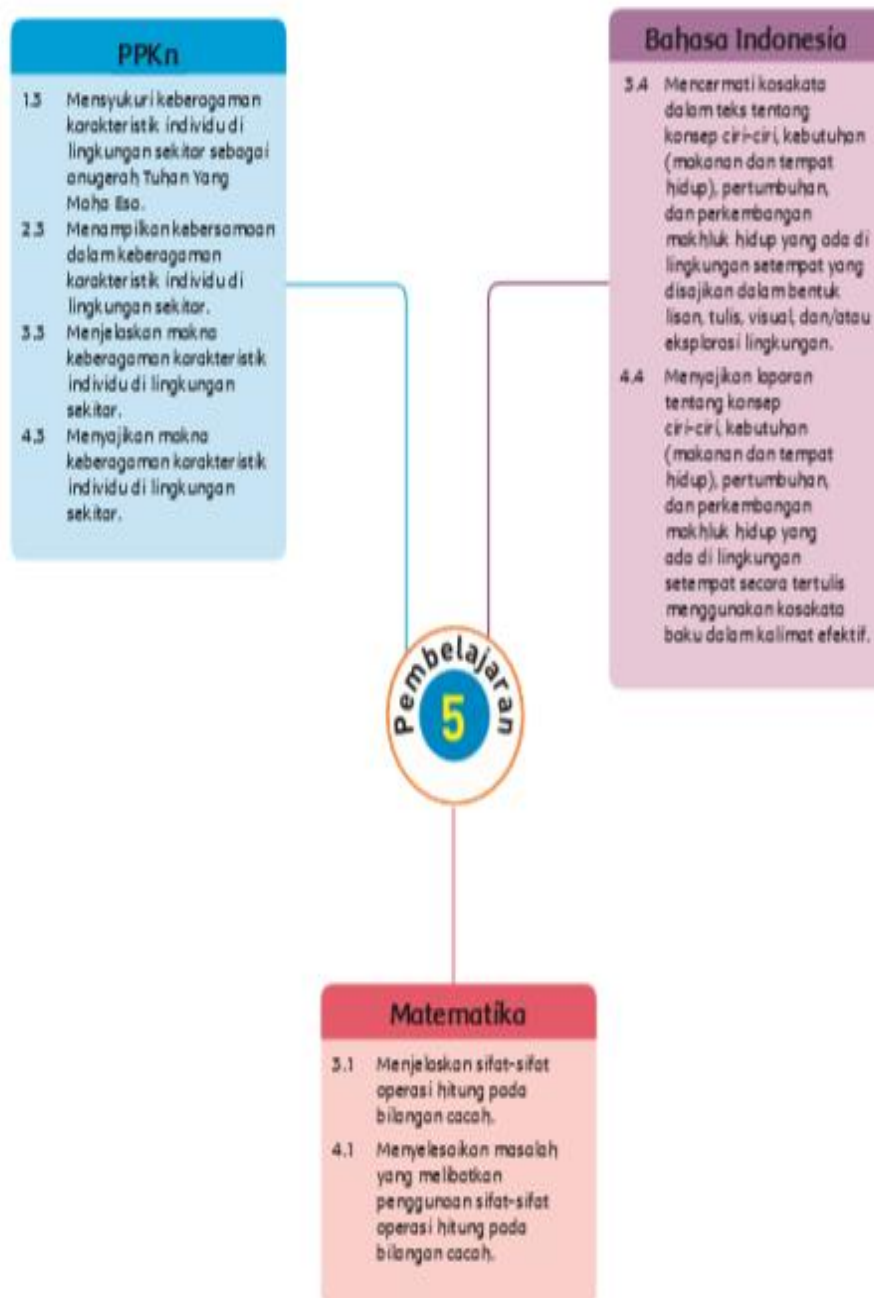 PPKn
1.3 Mensyukuri keberagaman
karakteristik individu di
lingkungan sekitar sebagai
anugerah Tuhan Yang
Maha Esa.
2.3 Menampilkan kebersamaan
dalam keberagaman
karakteristik individu di
lingkungan sekitar.
3.3 Menjelaskan makna
keberagaman karakteristik
individu di lingkungan
sekitar.
4.3 Menyajikan makna
keberagaman karakteristik
individu di lingkungan
sekitar.
Bahasa Indonesia
3.4 Mencermati kosakata
dalam teks tentang
konsep ciri-ciri, kebutuhan
(makanan dan tempat
hidup), pertumbuhan,
dan perkembangan
makhluk hidup yang ada di
lingkungan setempat yang
disajikan dalam bentuk
lisan, tulis, visual, dan/atau
eksplorasi lingkungan.
4.4 Menyajikan laporan
tentang konsep
ciri-ciri, kebutuhan
(makanan dan tempat
hidup), pertumbuhan,
dan perkembangan
makhluk hidup yang
ada di lingkungan
setempat secara tertulis
menggunakan kosakata
baku dalam kalimat efektif.
Pembelajaran
5
Matematika
3.1 Menjelaskan sifat-sifat
operasi hitung pada
bilangan cacah.
4.1 Menyelesaikan masalah
yang melibatkan
penggunaan sifat-sifat
operasi hitung pada
bilangan cacah.